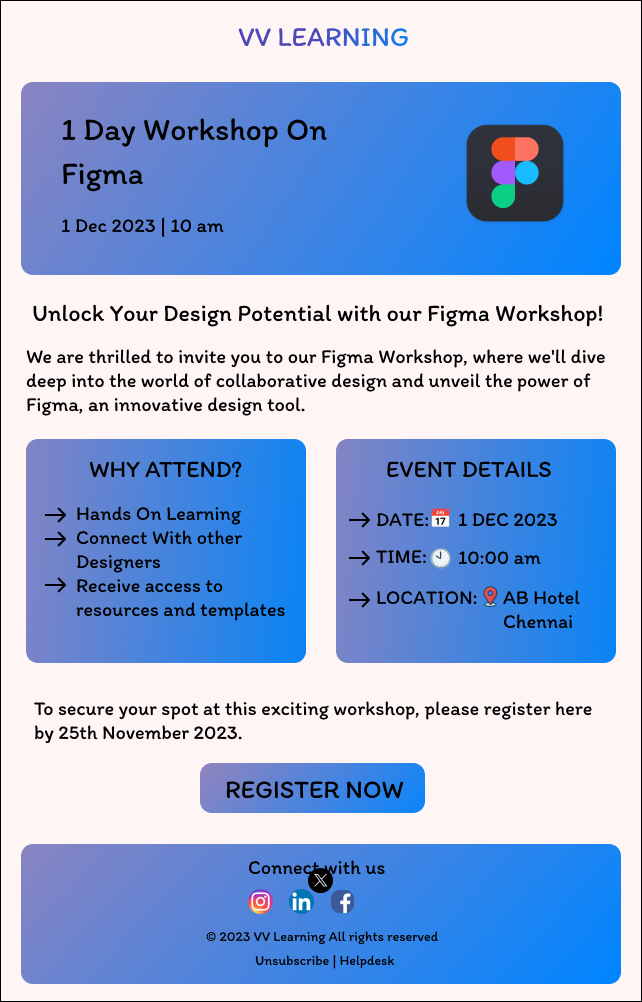 VV LEARNING
1 Day Workshop On
Figma
1 Dec 2023 | 10 am
Unlock Your Design Potential with our Figma Workshop!
We are thrilled to invite you to our Figma Workshop, where we'll dive
deep into the world of collaborative design and unveil the power of
Figma, an innovative design tool.
WHY ATTEND?
Hands On Learning
Connect With other
Designers
Receive access to
resources and templates
EVENT DETAILS
DATE:📅 1 DEC 2023
TIME:🕙 10:00 am
LOCATION: 📍 AB Hotel
Chennai
To secure your spot at this exciting workshop, please register here
by 25th November 2023.
REGISTER NOW
Connect with us
© 2023 VV Learning All rights reserved
Unsubscribe | Helpdesk